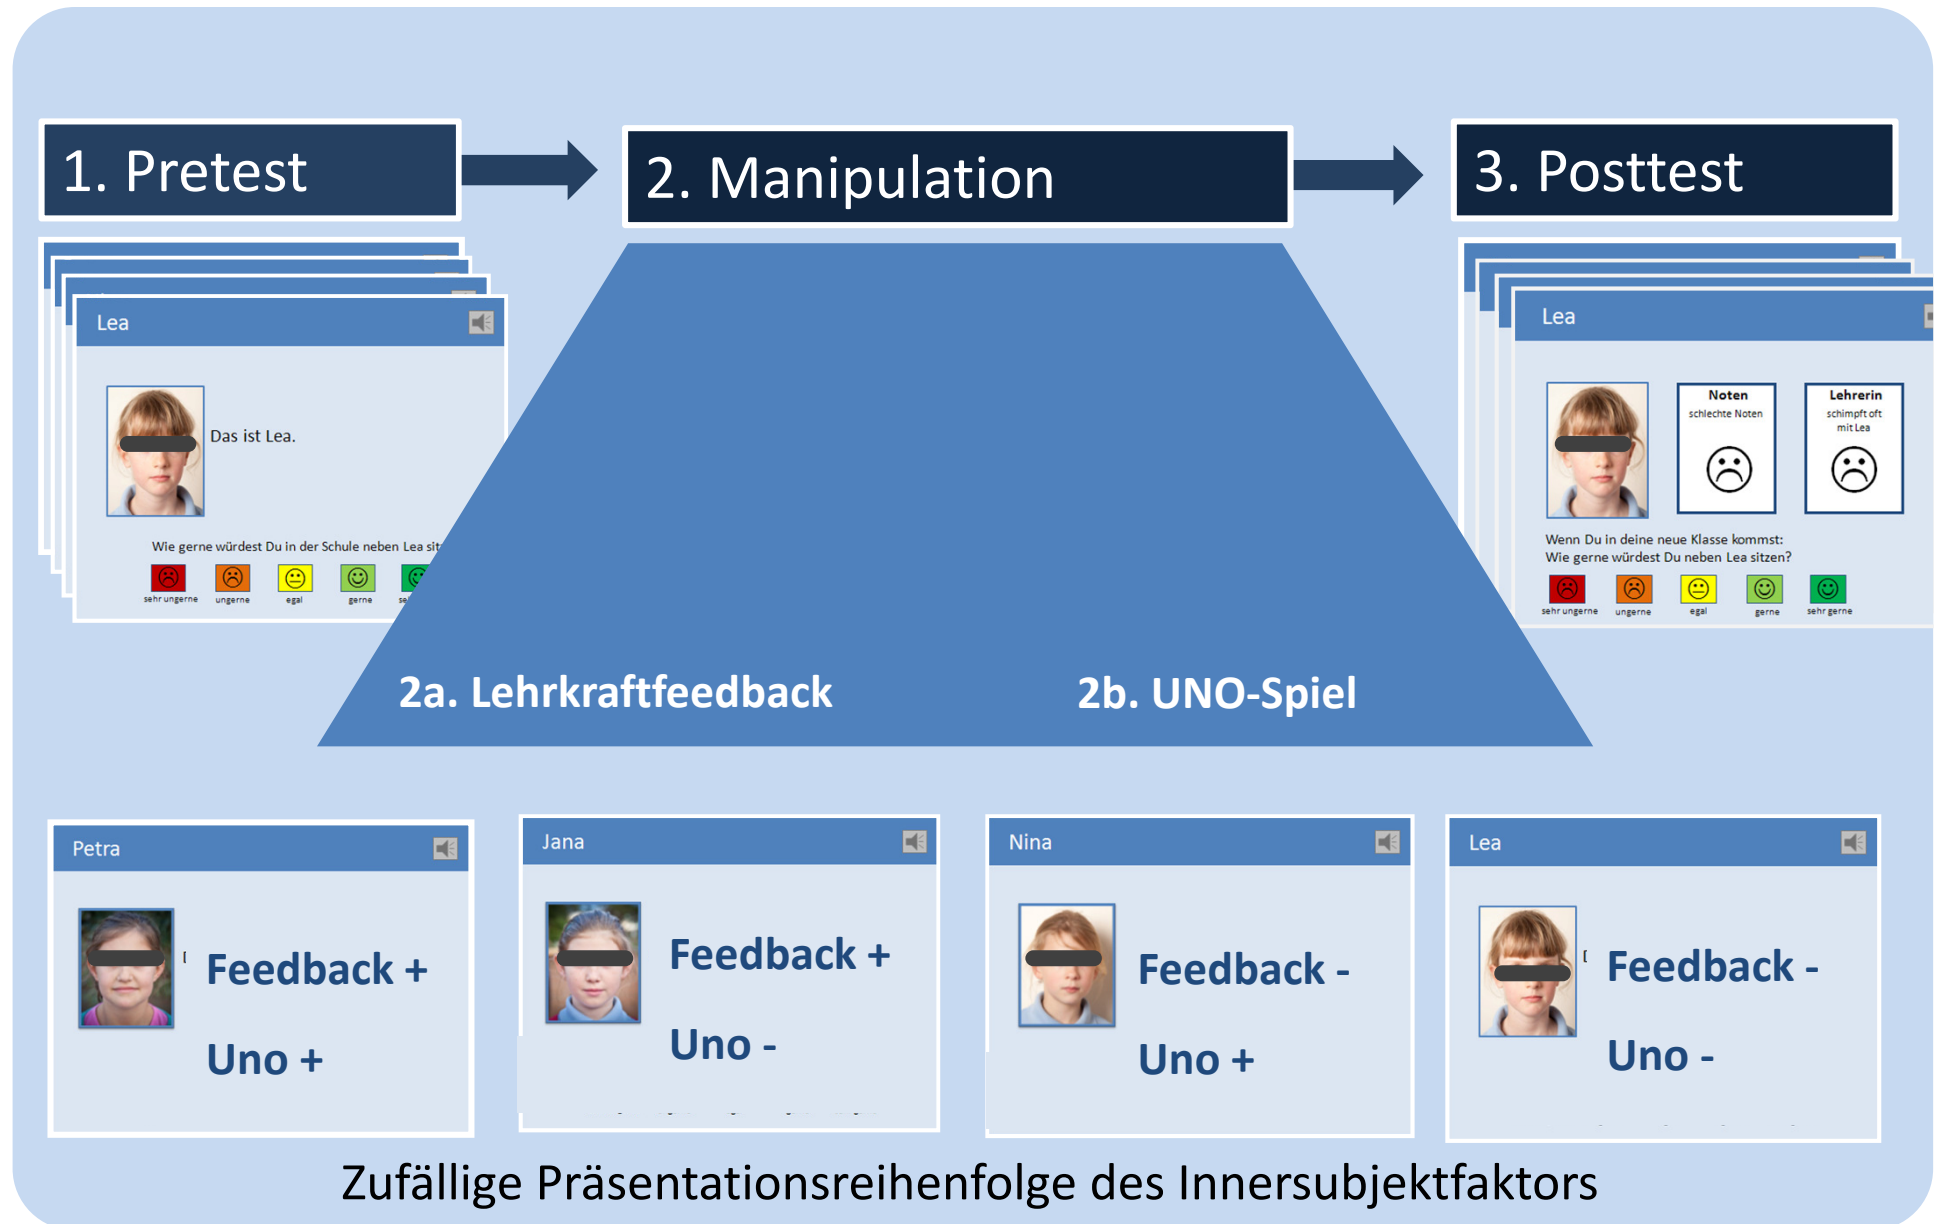 1. Pretest
2. Manipulation
3. Posttest
Lea
Das ist Lea.
Wie gerne würdest Du in der Schule neben Lea
sehr ungerne
ungerne
egal
gerne
Lea
Noten
schlechte Noten
Lehrerin
schimpft oft
mit Lea
Wenn Du in deine neue Klasse kommst:
Wie gerne würdest Du neben Lea sitzen?
sehr ungerne
ungerne
egal
gerne
sehr gerne
2a. Lehrkraftfeedback
2b. UNO-Spiel
Petra
Feedback +
Uno +
Jana
Feedback +
Uno -
Nina
Feedback -
Uno +
Lea
Feedback -
Uno -
Zufällige Präsentationsreihenfolge des Innersubjektfaktors